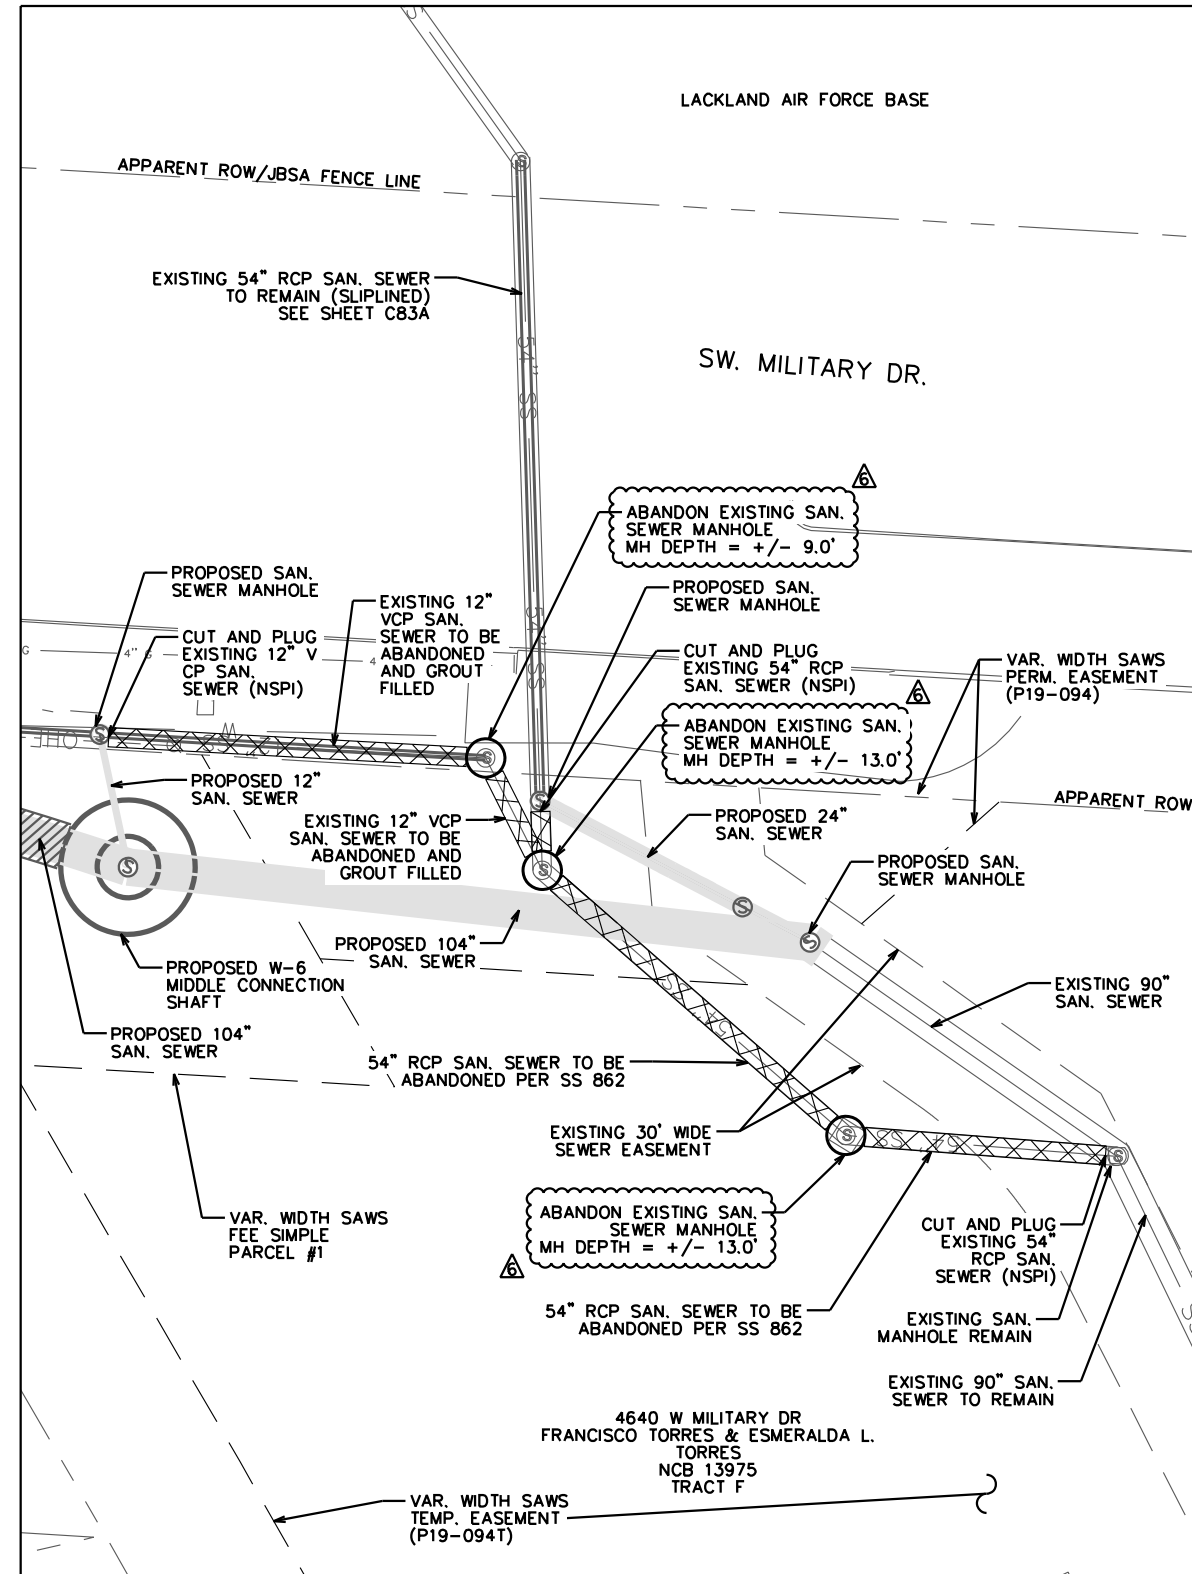 LACKLAND AIR FORCE BASE
APPARENT ROW/JBSA FENCE LINE
EXISTING 54" RCP SAN. SEWER
TO REMAIN (SLIPLINED)
SEE SHEET C83A
54" SS
SW. MILITARY DR.
6
ABANDON EXISTING SAN.
SEWER MANHOLE
MH DEPTH = +/- 9.0'
PROPOSED SAN.
SEWER MANHOLE
EXISTING 12"
VCP SAN.
SEWER TO BE
ABANDONED
AND GROUT
FILLED
PROPOSED SAN.
SEWER MANHOLE
54" SS
CUT AND PLUG
EXISTING 12" V
CP SAN.
SEWER (NSPI)
G
4" G
4
CUT AND PLUG
EXISTING 54" RCP
SAN. SEWER (NSPI)
VAR. WIDTH SAWS
PERM. EASEMENT
(P19-094)
6
ABANDON EXISTING SAN.
SEWER MANHOLE
MH DEPTH = +/- 13.0'
OHE
W
SS
PROPOSED 12"
SAN. SEWER
APPARENT ROW
EXISTING 12" VCP
SAN. SEWER TO BE
ABANDONED AND
GROUT FILLED
PROPOSED 24"
SAN. SEWER
PROPOSED SAN.
SEWER MANHOLE
PROPOSED 104"
SAN. SEWER
PROPOSED W-6
MIDDLE CONNECTION
SHAFT
EXISTING 90"
SAN. SEWER
PROPOSED 104"
SAN. SEWER
54" SS
54" RCP SAN. SEWER TO BE
ABANDONED PER SS 862
EXISTING 30' WIDE
SEWER EASEMENT
54" SS
ABANDON EXISTING SAN.
SEWER MANHOLE
MH DEPTH = +/- 13.0'
6
VAR. WIDTH SAWS
FEE SIMPLE
PARCEL #1
CUT AND PLUG
EXISTING 54"
RCP SAN.
SEWER (NSPI)
54" RCP SAN. SEWER TO BE
ABANDONED PER SS 862
EXISTING SAN.
MANHOLE REMAIN
SS
EXISTING 90" SAN.
SEWER TO REMAIN
4640 W MILITARY DR
FRANCISCO TORRES & ESMERALDA L.
TORRES
NCB 13975
TRACT F
VAR. WIDTH SAWS
TEMP. EASEMENT
(P19-094T)